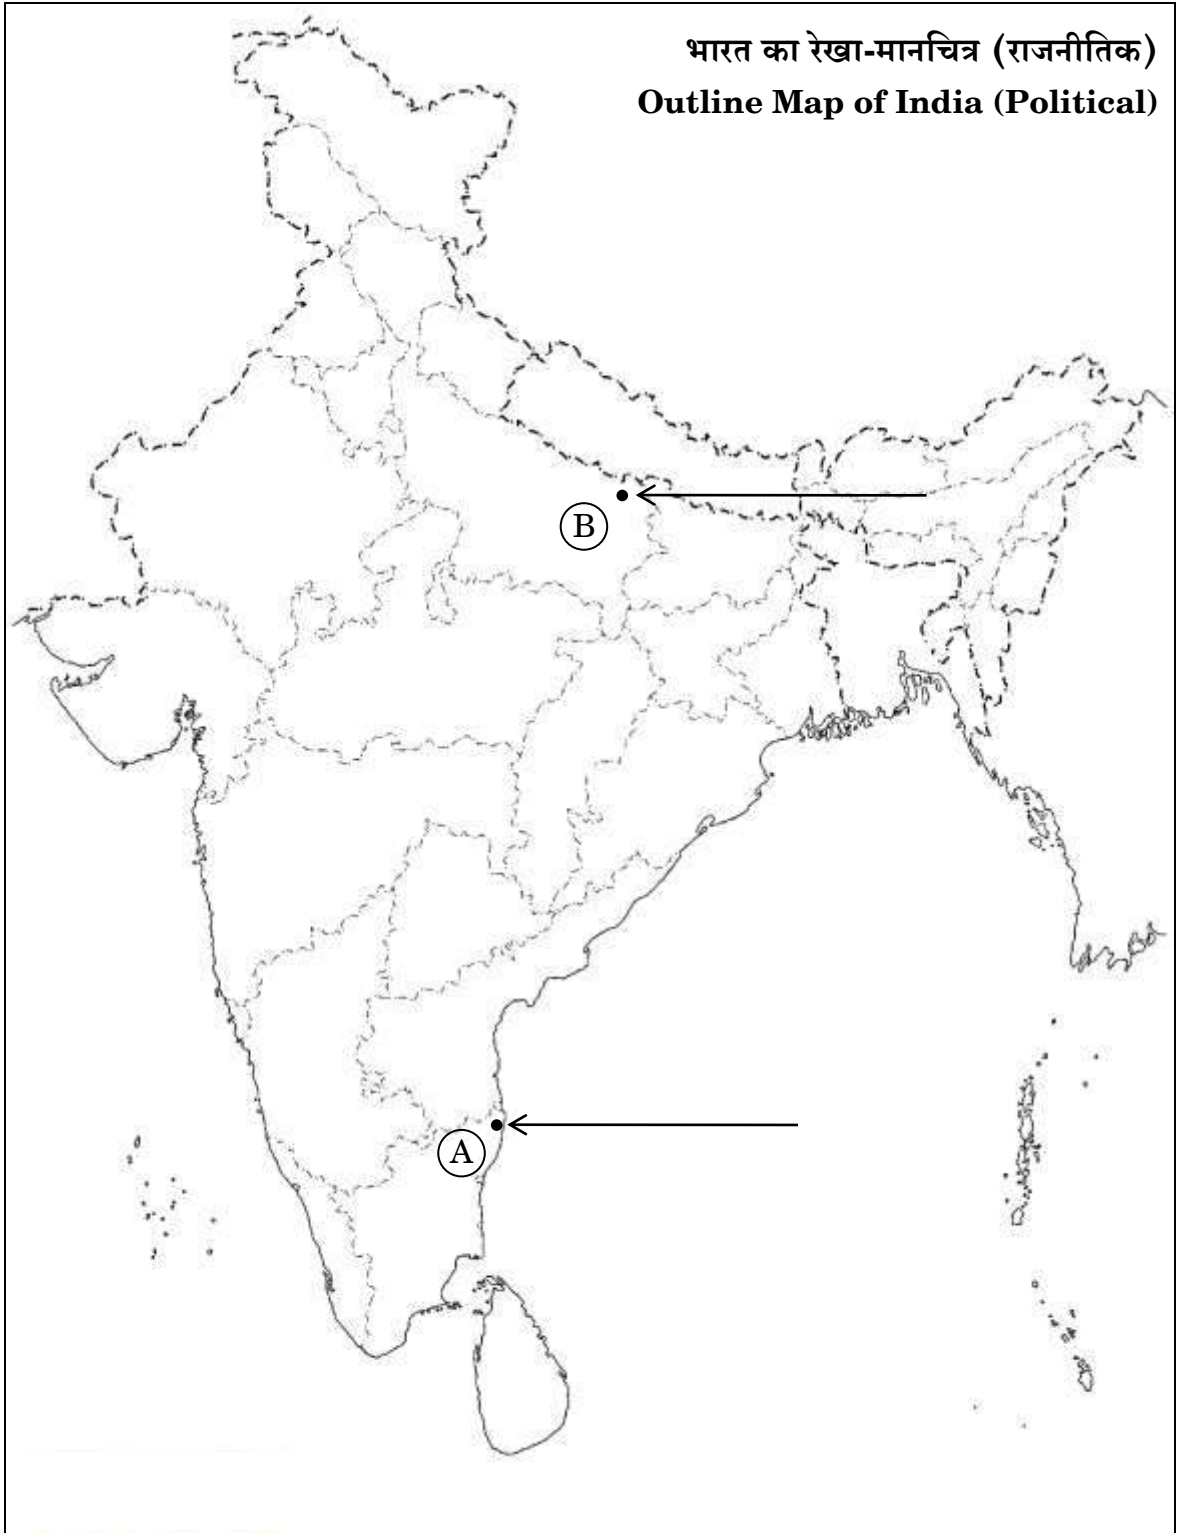 भारत का रेखा-मानचित्र (राजनीतिक)
Outline Map of India (Political)
B
A